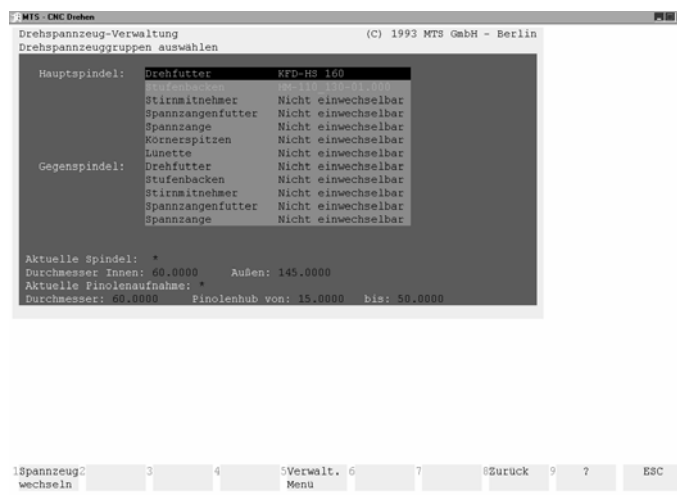 MTS - CNC Drehen
Drehspannzeug-Verwaltung (C) 1993 MTS GmbH - Berlin
Drehspannzeuggruppen auswählen
Hauptspindel: Drehfutter KFD-HS 160
Stufenbacken HM-110_130-01.000
Stirnmitnehmer Nicht einwechselbar
Spannzangenfutter Nicht einwechselbar
Spannzange Nicht einwechselbar
Körnerspitzen Nicht einwechselbar
Lünette Nicht einwechselbar
Gegenspindel: Drehfutter Nicht einwechselbar
Stufenbacken Nicht einwechselbar
Stirnmitnehmer Nicht einwechselbar
Spannzangenfutter Nicht einwechselbar
Spannzange Nicht einwechselbar
Aktuelle Spindel: *
Durchmesser Innen: 60.0000 Außen: 145.0000
Aktuelle Pinolenaufnahme: *
Durchmesser: 60.0000 Pinolenhub von: 15.0000 bis: 50.0000
1 Spannzeug wechseln 2 3 4 5 Verwalt. Menü 6 7 8 Zurück 9 ? ESC